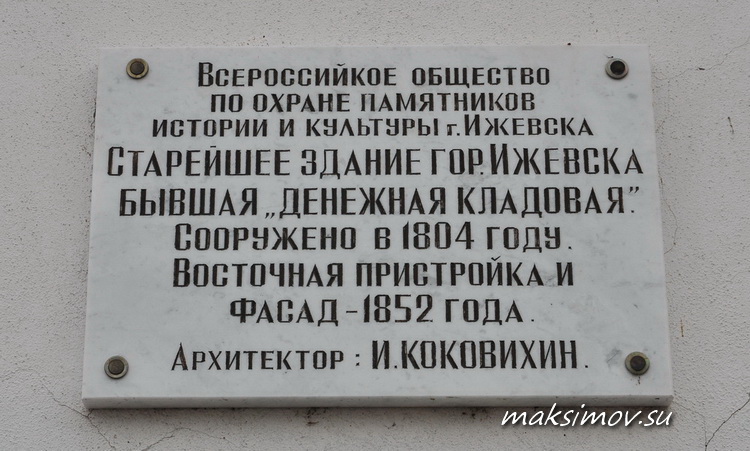 Всероссийкое общество
по охране памятников
истории и культуры г. Ижевска
Старейшее здание гор. Ижевска
бывшая „Денежная кладовая".
Сооружено в 1804 году.
Восточная пристройка и
фасад - 1852 года.
Архитектор : И. Коковихин.
maksimov.su